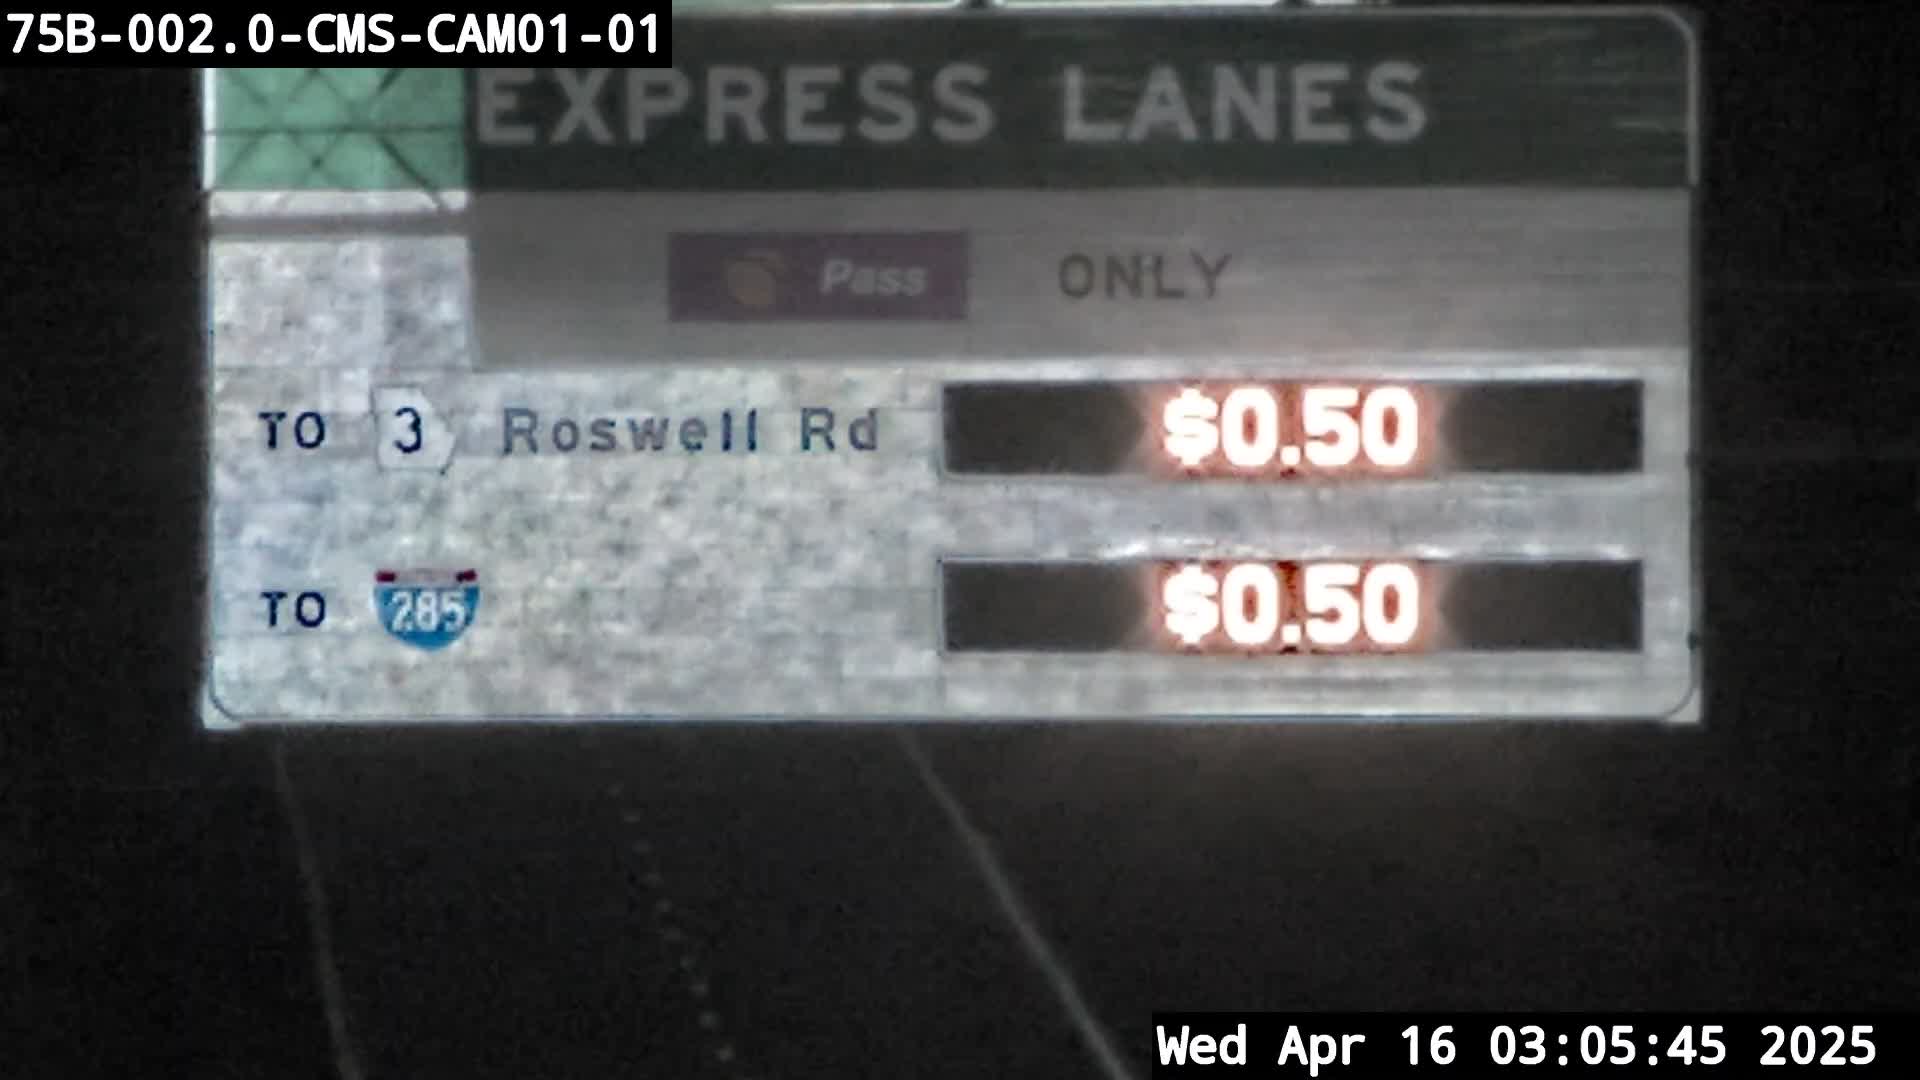 75B-002.0-CMS-CAM01-01
EXPRESS LANES
Pass ONLY
TO 3 Roswell Rd $0.50
TO 285 $0.50
Wed Apr 16 03:05:45 2025